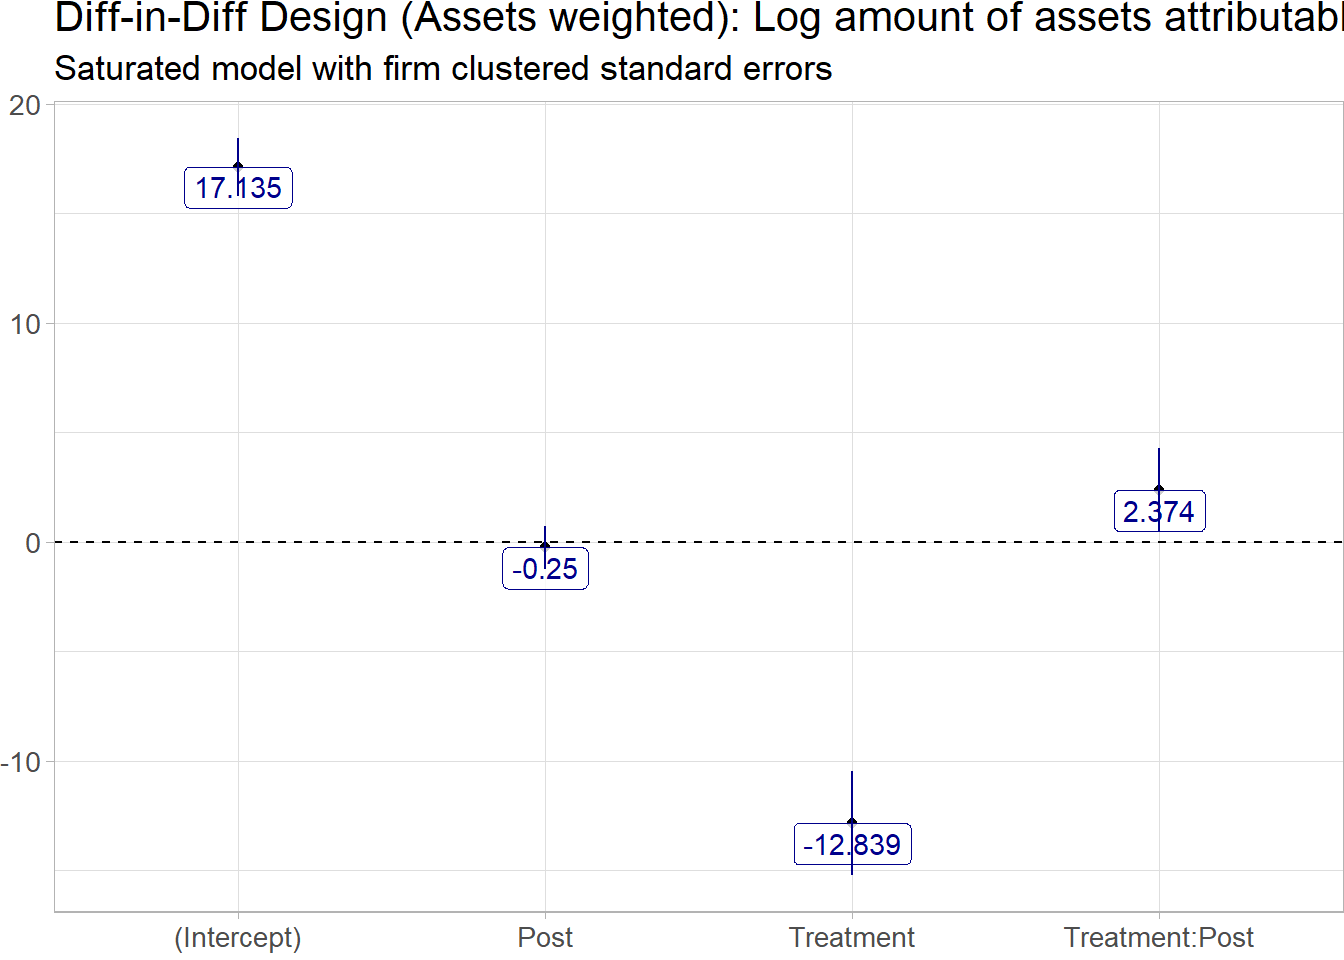 Diff-in-Diff Design (Assets weighted): Log amount of assets
Saturated model with firm clustered standard errors
20
17.135
10
2.374
0
-0.25
-10
-12.839
(Intercept) Post Treatment Treatment:Post